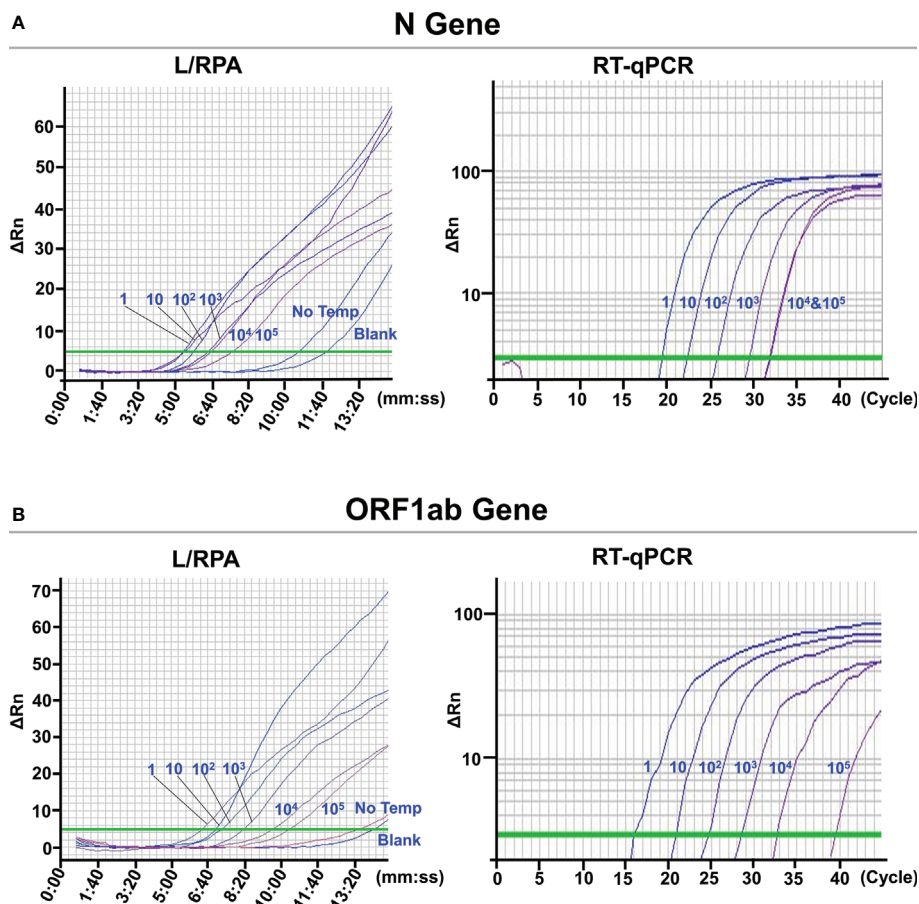 A
N Gene
L/RPA
RT-qPCR
ΔRn
60
50
40
30
20
10
0
1 10 10² 10³
10⁴ 10⁵
No Temp
Blank
0:00 1:40 3:20 5:00 6:40 8:20 10:00 11:40 13:20 (mm:ss)
ΔRn
100
10
1 10 10² 10³ 10⁴&10⁵
0 5 10 15 20 25 30 35 40 (Cycle)
B
ORF1ab Gene
L/RPA
RT-qPCR
ΔRn
70
60
50
40
30
20
10
0
1 10 10² 10³
10⁴ 10⁵ No Temp
Blank
0:00 1:40 3:20 5:00 6:40 8:20 10:00 11:40 13:20 (mm:ss)
ΔRn
100
10
1 10 10² 10³ 10⁴ 10⁵
0 5 10 15 20 25 30 35 40 (Cycle)